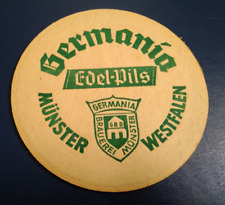 Germania
Edel-Pils
MÜNSTER WESTFALEN
GERMANIA
BRAUEREI MÜNSTER